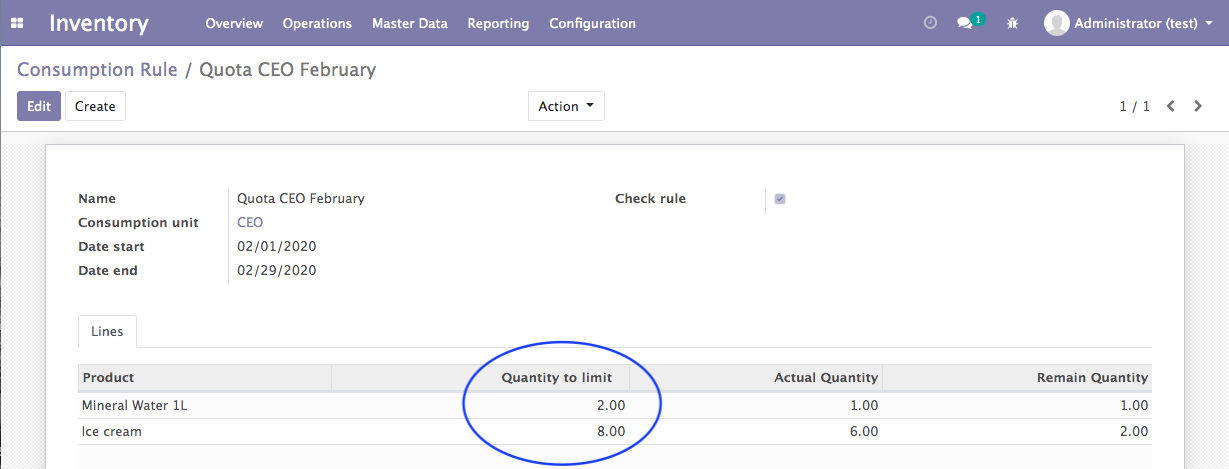 Inventory Overview Operations Master Data Reporting Configuration 1 Administrator (test)
Consumption Rule / Quota CEO February
Edit Create Action 1 / 1
Name Quota CEO February Check rule
Consumption unit CEO
Date start 02/01/2020
Date end 02/29/2020
Lines
Product Quantity to limit Actual Quantity Remain Quantity
Mineral Water 1L 2.00 1.00 1.00
Ice cream 8.00 6.00 2.00